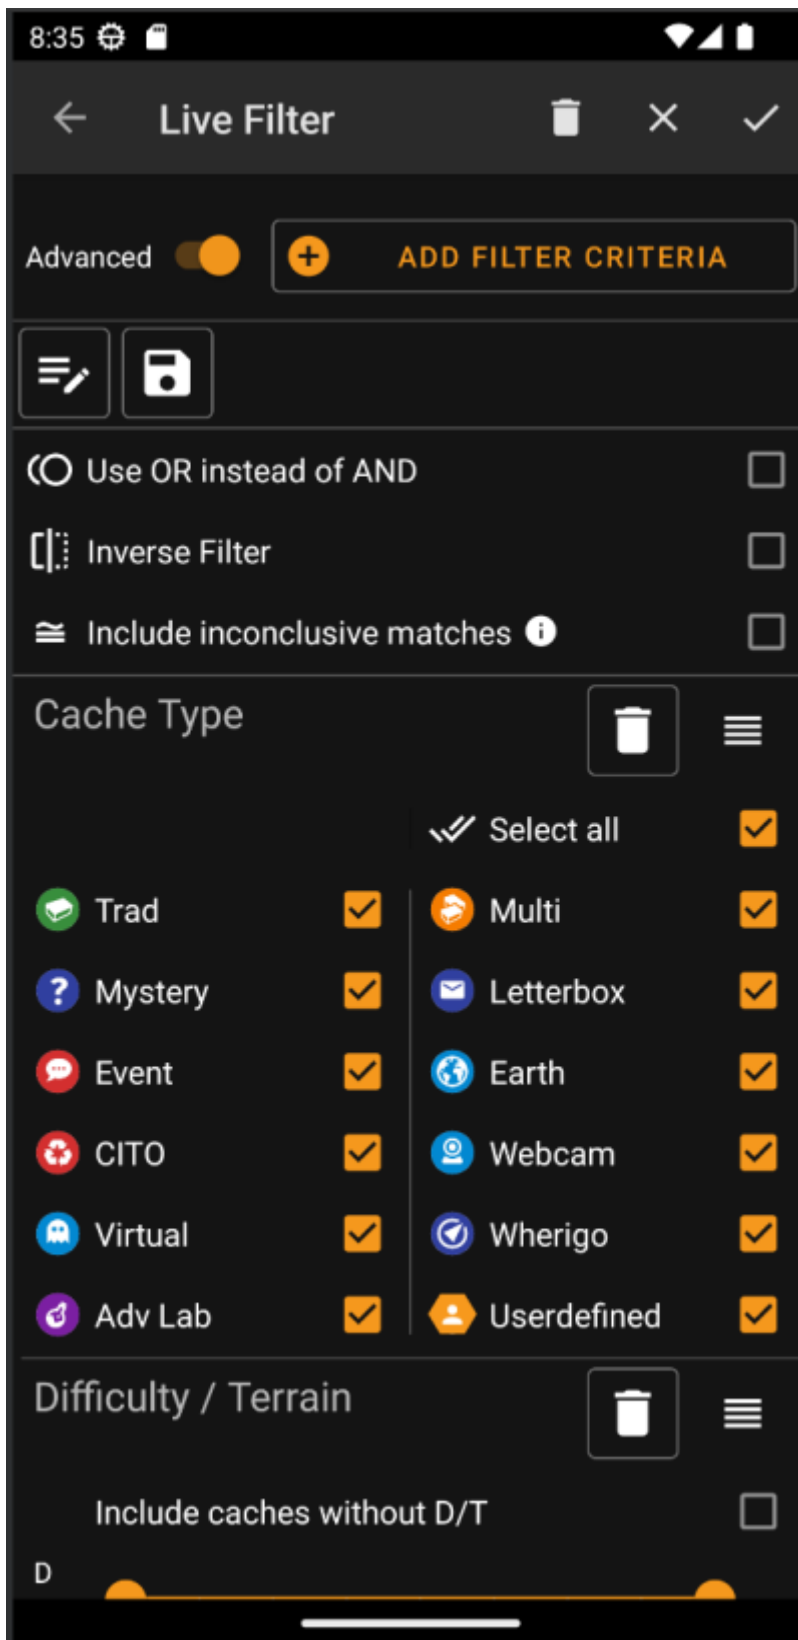 8:35
Live Filter
Advanced
ADD FILTER CRITERIA
Use OR instead of AND
Inverse Filter
Include inconclusive matches
Cache Type
Select all
Trad
Multi
Mystery
Letterbox
Event
Earth
CITO
Webcam
Virtual
Wherigo
Adv Lab
Userdefined
Difficulty / Terrain
Include caches without D/T
D